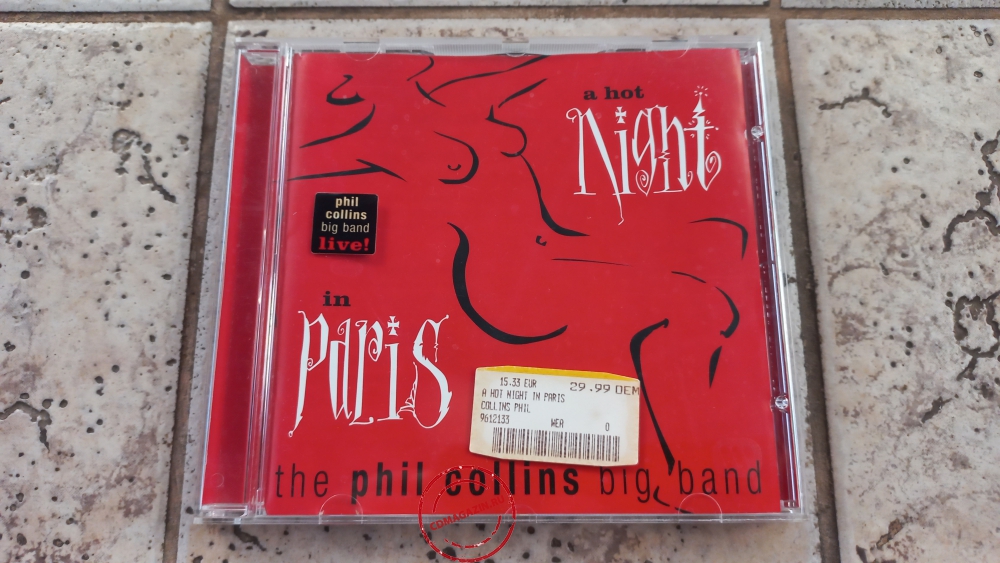 a hot
Night
phil
collins
big band
live!
in
Paris
15.33 EUR 29.99 DEM
A HOT NIGHT IN PARIS
COLLINS PHIL
9612133 WEA 0
the phil collins big band